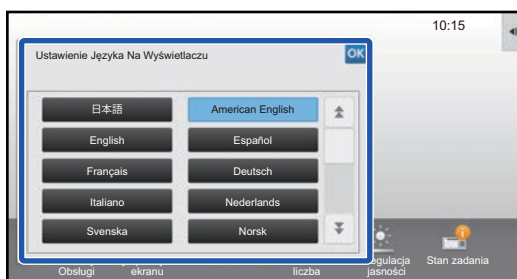 10:15
Ustawienie Języka Na Wyświetlaczu
OK
日本語
American English
English
Español
Français
Deutsch
Italiano
Nederlands
Svenska
Norsk
Stan zadania
Obsługi
ekranu
liczba
jasności